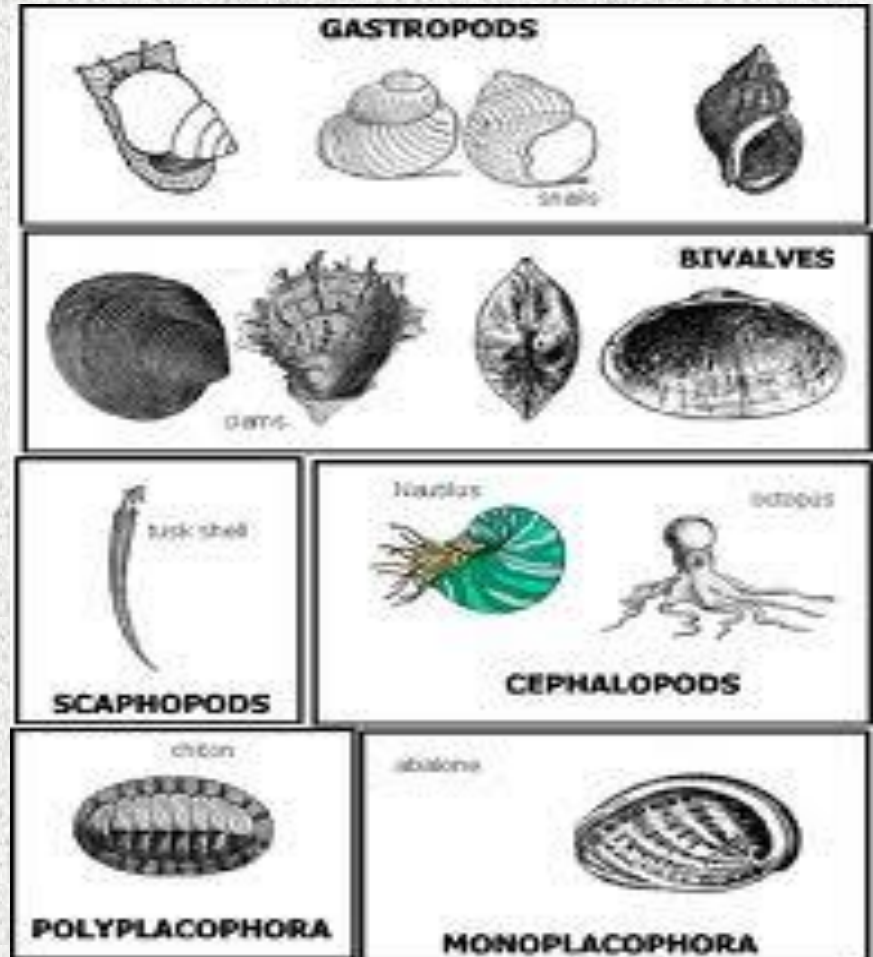 GASTROPODS
snails
BIVALVES
clams
tusk shell
SCAPHOPODS
Nautilus
octopus
CEPHALOPODS
chiton
POLYPLACOPHORA
abalone
MONOPLACOPHORA